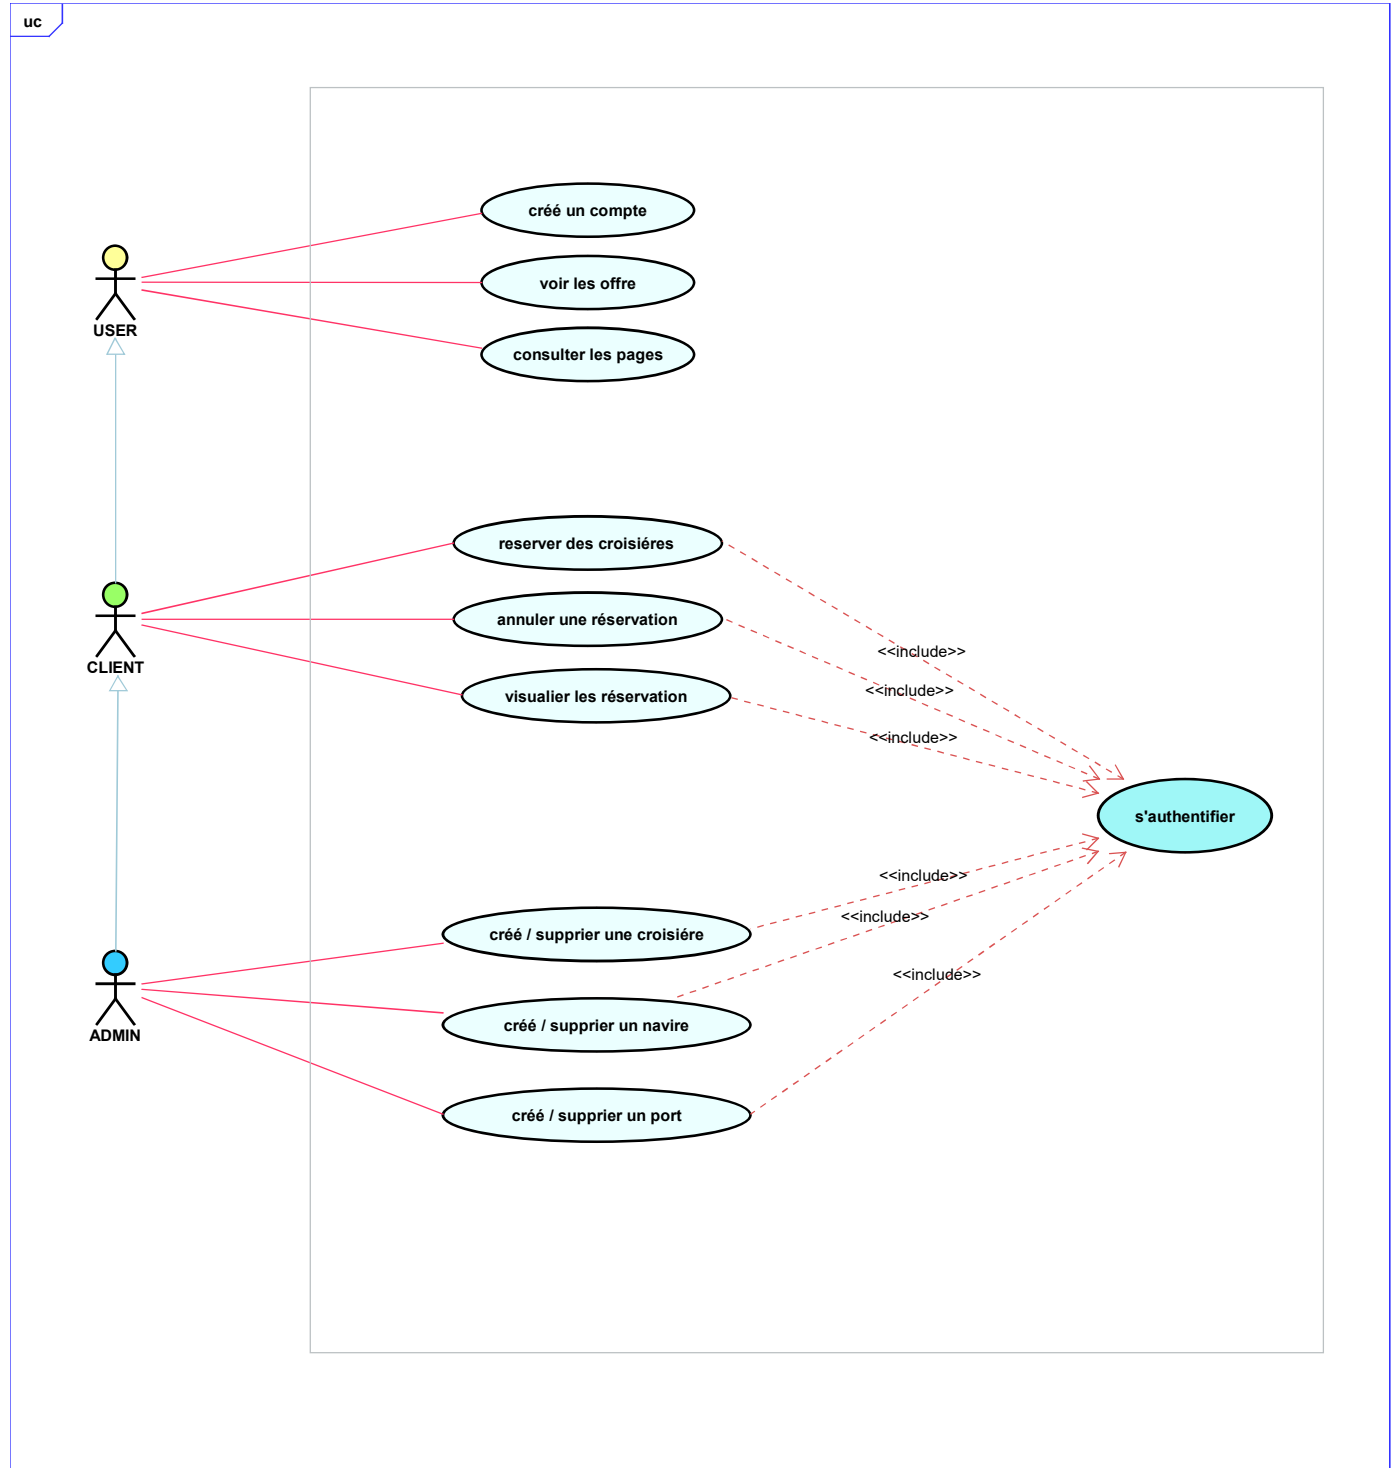 uc
créé un compte
voir les offre
consulter les pages
USER
reserver des croisiéres
annuler une réservation
visualier les réservation
CLIENT
<<include>>
<<include>>
<<include>>
s'authentifier
<<include>>
<<include>>
<<include>>
créé / supprier une croisiére
créé / supprier un navire
créé / supprier un port
ADMIN